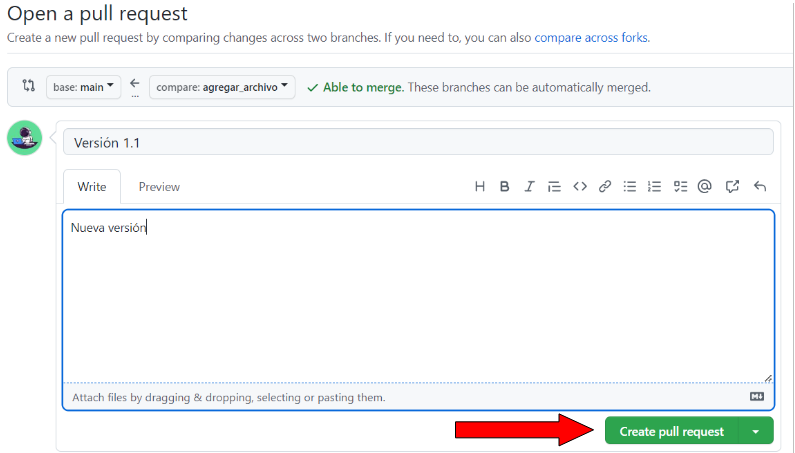 Open a pull request
Create a new pull request by comparing changes across two branches. If you need to, you can also compare across forks.
base: main compare: agregar_archivo Able to merge. These branches can be automatically merged.
...
Versión 1.1
Write Preview
Nueva versión
Attach files by dragging & dropping, selecting or pasting them.
Create pull request